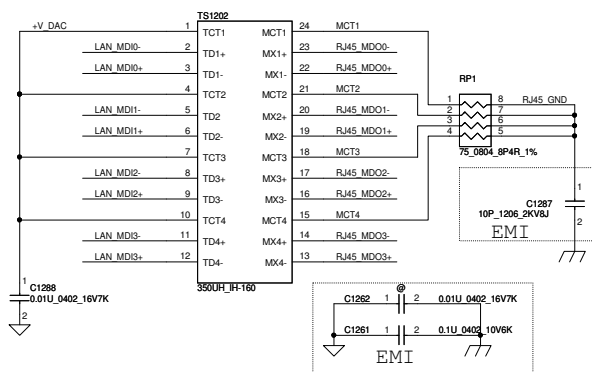 TS1202
+V_DAC 1 TCT1 MCT1 24 MCT1
LAN_MDI0- 2 TD1+ MX1+ 23 RJ45_MDO0-
LAN_MDI0+ 3 TD1- MX1- 22 RJ45_MDO0+
4 TCT2 MCT2 21 MCT2
LAN_MDI1- 5 TD2 MX2+ 20 RJ45_MDO1-
LAN_MDI1+ 6 TD2- MX2- 19 RJ45_MDO1+
7 TCT3 MCT3 18 MCT3
LAN_MDI2- 8 TD3+ MX3+ 17 RJ45_MDO2-
LAN_MDI2+ 9 TD3- MX3- 16 RJ45_MDO2+
10 TCT4 MCT4 15 MCT4
LAN_MDI3- 11 TD4+ MX4+ 14 RJ45_MDO3-
LAN_MDI3+ 12 TD4- MX4- 13 RJ45_MDO3+
350UH_IH-160
RP1
1 8 RJ45_GND
2 7
3 6
4 5
75_0804_8P4R_1%
1
C1287
10P_1206_2KV8J
2
EMI
1
C1288
0.01U_0402_16V7K
2
@
C1262 1 2 0.01U_0402_16V7K
C1261 1 2 0.1U_0402_10V6K
EMI